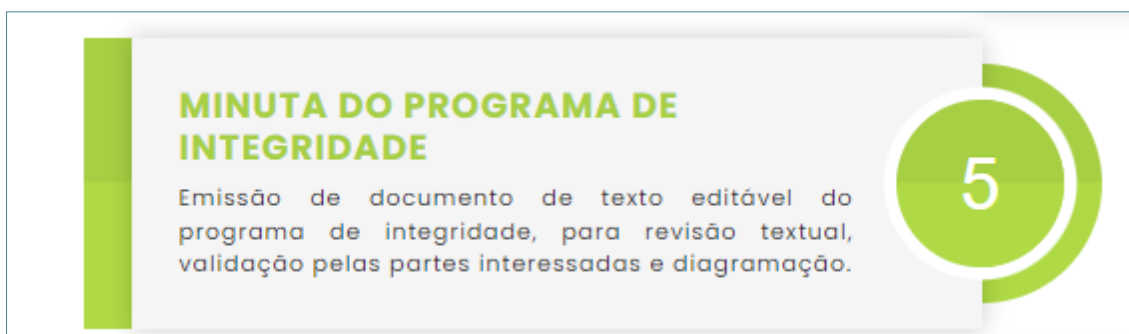 MINUTA DO PROGRAMA DE
INTEGRIDADE
Emissão de documento de texto editável do
programa de integridade, para revisão textual,
validação pelas partes interessadas e diagramação.
5